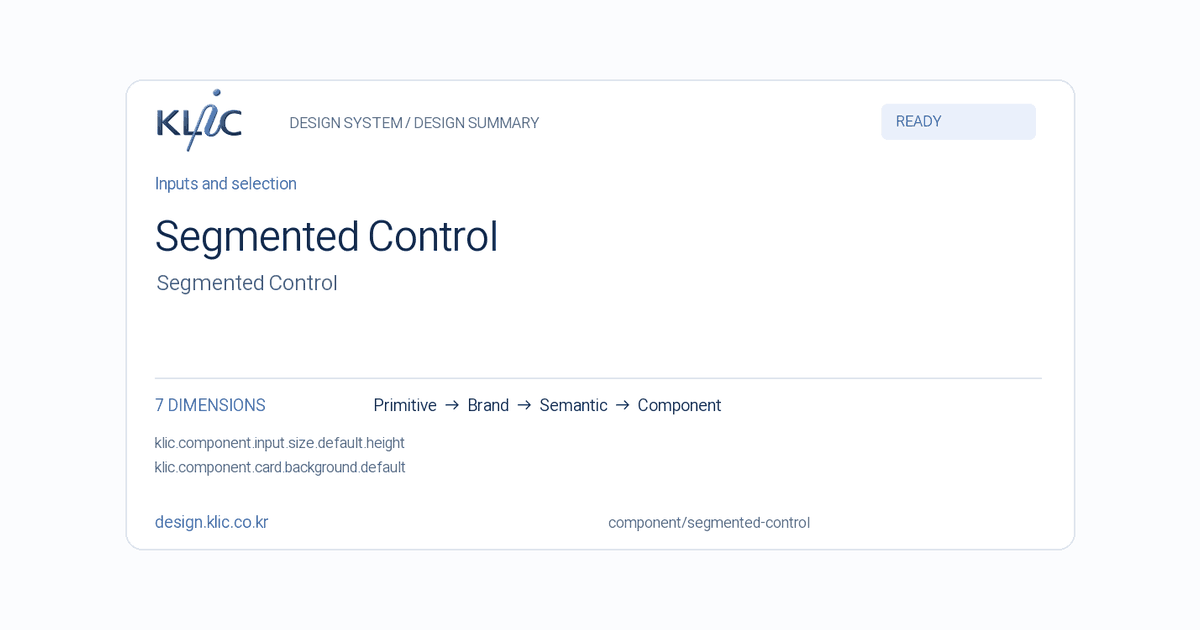 KLiC
DESIGN SYSTEM / DESIGN SUMMARY
READY
Inputs and selection
Segmented Control
Segmented Control
7 DIMENSIONS
Primitive → Brand → Semantic → Component
klic.component.input.size.default.height
klic.component.card.background.default
design.klic.co.kr
component/segmented-control